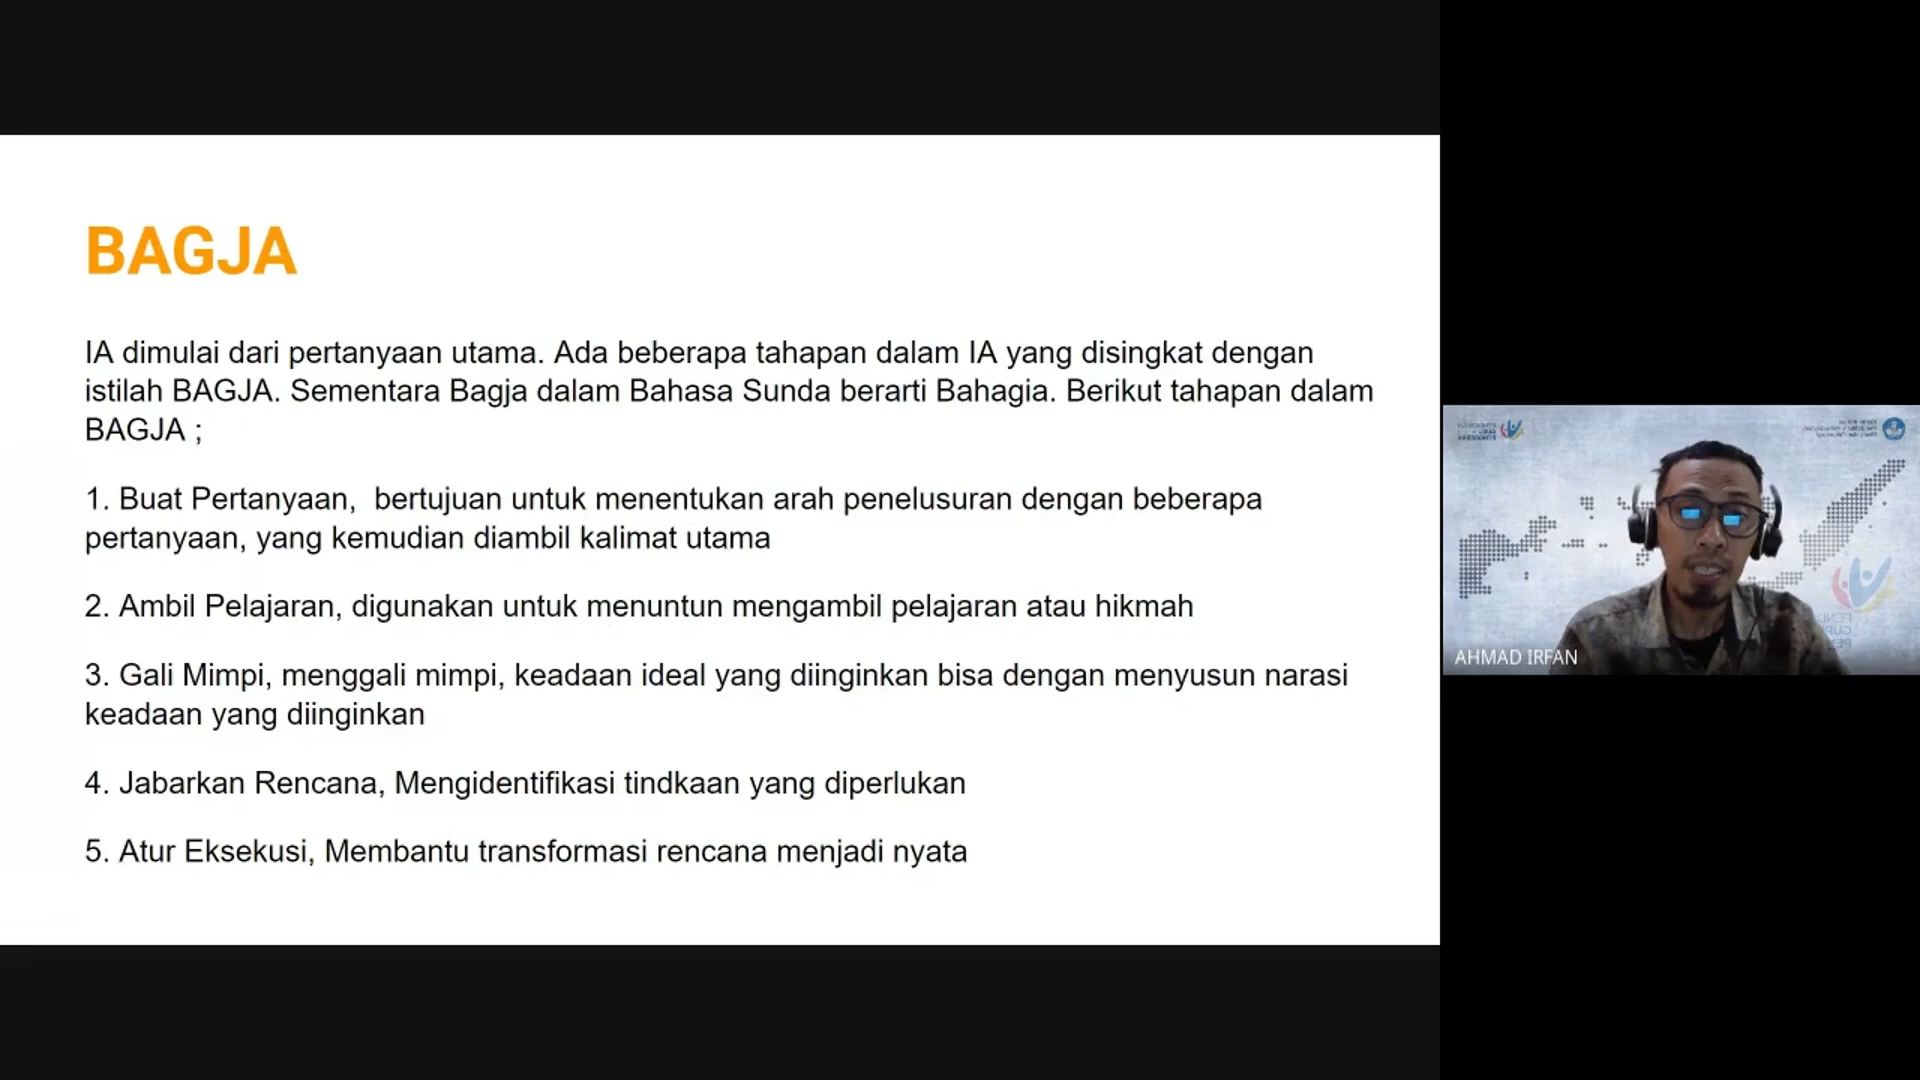 BAGJA
IA dimulai dari pertanyaan utama. Ada beberapa tahapan dalam IA yang disingkat dengan
istilah BAGJA. Sementara Bagja dalam Bahasa Sunda berarti Bahagia. Berikut tahapan dalam
BAGJA ;
1. Buat Pertanyaan,  bertujuan untuk menentukan arah penelusuran dengan beberapa
pertanyaan, yang kemudian diambil kalimat utama
2. Ambil Pelajaran, digunakan untuk menuntun mengambil pelajaran atau hikmah
3. Gali Mimpi, menggali mimpi, keadaan ideal yang diinginkan bisa dengan menyusun narasi
keadaan yang diinginkan
4. Jabarkan Rencana, Mengidentifikasi tindkaan yang diperlukan
5. Atur Eksekusi, Membantu transformasi rencana menjadi nyata
AHMAD IRFAN